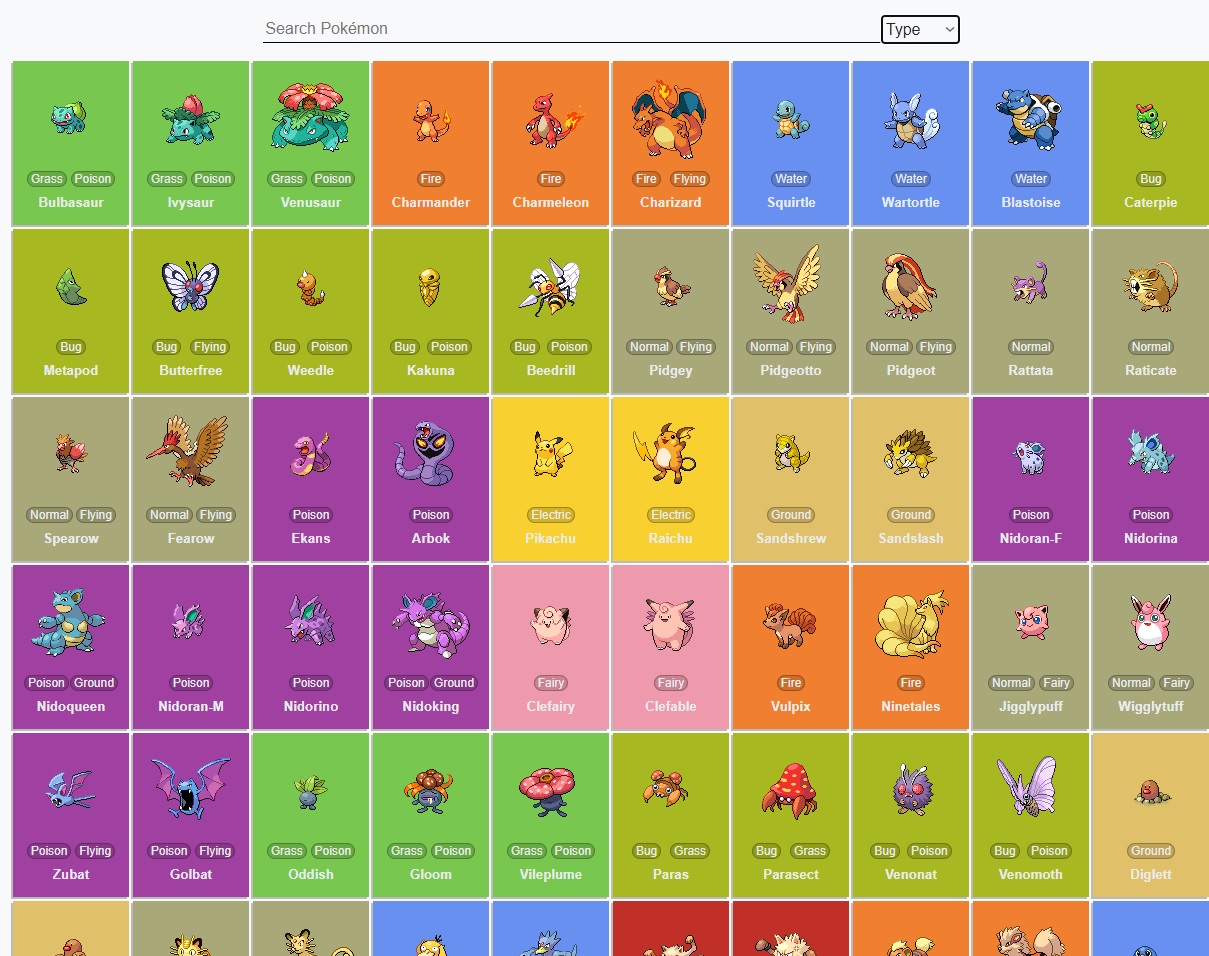 Search Pokémon Type
Grass Poison Grass Poison Grass Poison Fire Fire Fire Flying Water Water Water Bug
Bulbasaur Ivysaur Venusaur Charmander Charmeleon Charizard Squirtle Wartortle Blastoise Caterpie
Bug Bug Flying Bug Poison Bug Poison Bug Poison Normal Flying Normal Flying Normal Flying Normal Normal
Metapod Butterfree Weedle Kakuna Beedrill Pidgey Pidgeotto Pidgeot Rattata Raticate
Normal Flying Normal Flying Poison Poison Electric Electric Ground Ground Poison Poison
Spearow Fearow Ekans Arbok Pikachu Raichu Sandshrew Sandslash Nidoran-F Nidorina
Poison Ground Poison Poison Poison Ground Fairy Fairy Fire Fire Normal Fairy Normal Fairy
Nidoqueen Nidoran-M Nidorino Nidoking Clefairy Clefable Vulpix Ninetales Jigglypuff Wigglytuff
Poison Flying Poison Flying Grass Poison Grass Poison Grass Poison Bug Grass Bug Grass Bug Poison Bug Poison Ground
Zubat Golbat Oddish Gloom Vileplume Paras Parasect Venonat Venomoth Diglett